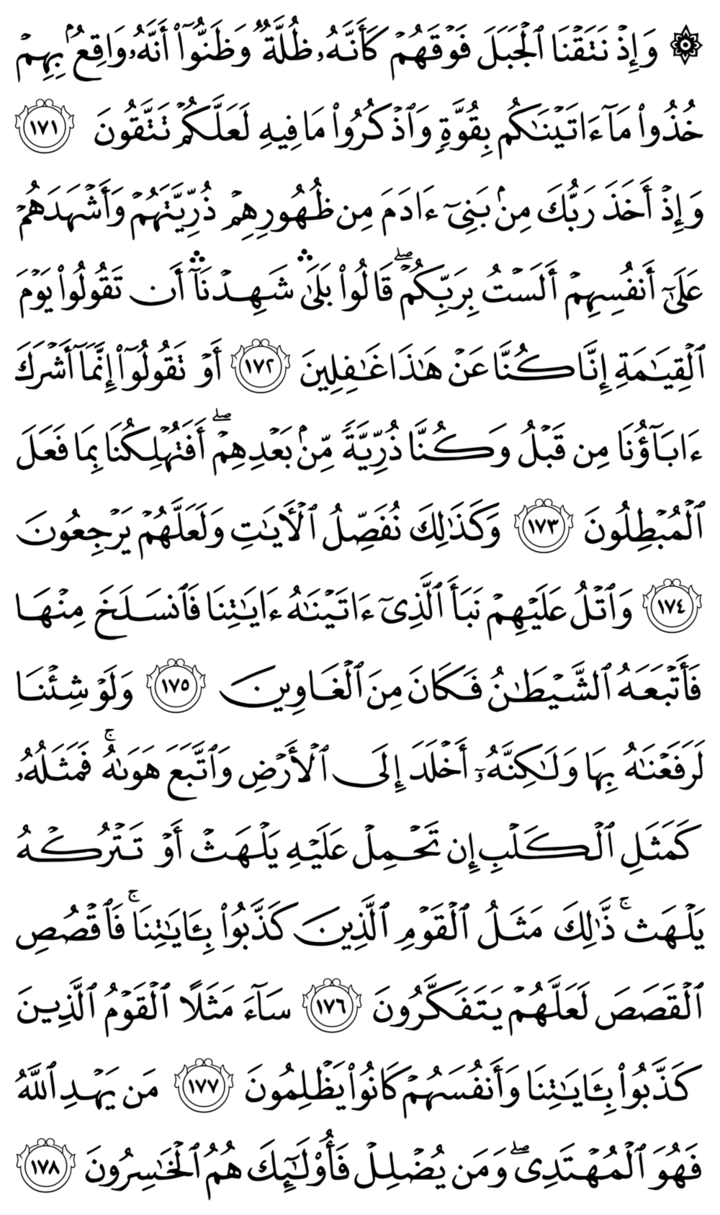 ۞ وَإِذْ نَتَقْنَا ٱلْجَبَلَ فَوْقَهُمْ كَأَنَّهُۥ ظُلَّةٌ وَظَنُّوٓا۟ أَنَّهُۥ وَاقِعٌۢ بِهِمْ
خُذُوا۟ مَآ ءَاتَيْنَٰكُم بِقُوَّةٍ وَٱذْكُرُوا۟ مَا فِيهِ لَعَلَّكُمْ تَتَّقُونَ ١٧١
وَإِذْ أَخَذَ رَبُّكَ مِنۢ بَنِىٓ ءَادَمَ مِن ظُهُورِهِمْ ذُرِّيَّتَهُمْ وَأَشْهَدَهُمْ
عَلَىٰٓ أَنفُسِهِمْ أَلَسْتُ بِرَبِّكُمْ ۖ قَالُوا۟ بَلَىٰ ۛ شَهِدْنَآ ۛ أَن تَقُولُوا۟ يَوْمَ
ٱلْقِيَٰمَةِ إِنَّا كُنَّا عَنْ هَٰذَا غَٰفِلِينَ ١٧٢ أَوْ تَقُولُوٓا۟ إِنَّمَآ أَشْرَكَ
ءَابَآؤُنَا مِن قَبْلُ وَكُنَّا ذُرِّيَّةً مِّنۢ بَعْدِهِمْ ۖ أَفَتُهْلِكُنَا بِمَا فَعَلَ
ٱلْمُبْطِلُونَ ١٧٣ وَكَذَٰلِكَ نُفَصِّلُ ٱلْءَايَٰتِ وَلَعَلَّهُمْ يَرْجِعُونَ
١٧٤ وَٱتْلُ عَلَيْهِمْ نَبَأَ ٱلَّذِىٓ ءَاتَيْنَٰهُ ءَايَٰتِنَا فَٱنسَلَخَ مِنْهَا
فَأَتْبَعَهُ ٱلشَّيْطَٰنُ فَكَانَ مِنَ ٱلْغَاوِينَ ١٧٥ وَلَوْ شِئْنَا
لَرَفَعْنَٰهُ بِهَا وَلَٰكِنَّهُۥٓ أَخْلَدَ إِلَى ٱلْأَرْضِ وَٱتَّبَعَ هَوَىٰهُ ۚ فَمَثَلُهُۥ
كَمَثَلِ ٱلْكَلْبِ إِن تَحْمِلْ عَلَيْهِ يَلْهَثْ أَوْ تَتْرُكْهُ
يَلْهَث ۚ ذَّٰلِكَ مَثَلُ ٱلْقَوْمِ ٱلَّذِينَ كَذَّبُوا۟ بِـَٔايَٰتِنَا ۚ فَٱقْصُصِ
ٱلْقَصَصَ لَعَلَّهُمْ يَتَفَكَّرُونَ ١٧٦ سَآءَ مَثَلًا ٱلْقَوْمُ ٱلَّذِينَ
كَذَّبُوا۟ بِـَٔايَٰتِنَا وَأَنفُسَهُمْ كَانُوا۟ يَظْلِمُونَ ١٧٧ مَن يَهْدِ ٱللَّهُ
فَهُوَ ٱلْمُهْتَدِى ۖ وَمَن يُضْلِلْ فَأُو۟لَٰٓئِكَ هُمُ ٱلْخَٰسِرُونَ ١٧٨